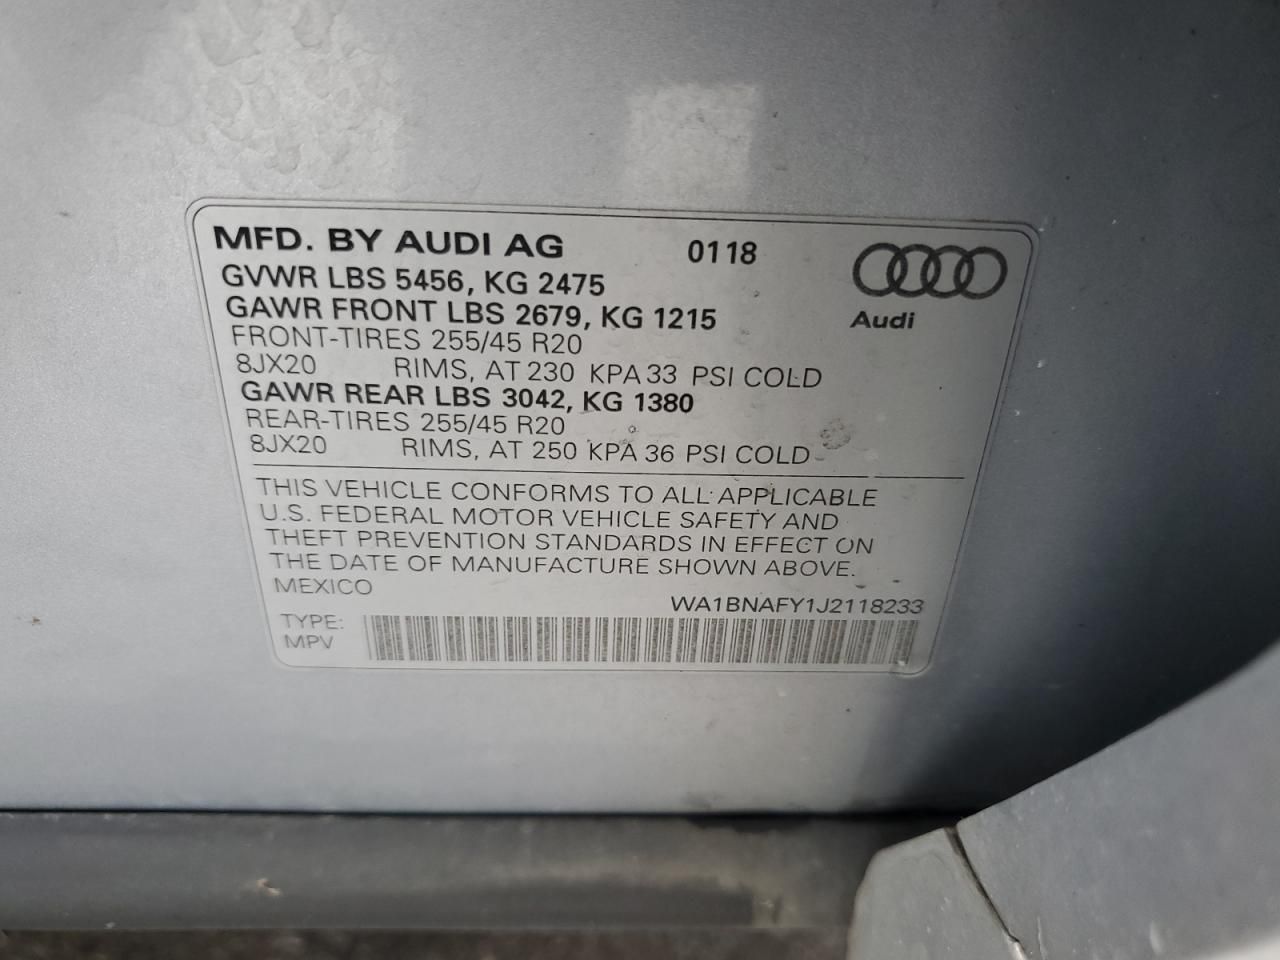 MFD. BY AUDI AG 0118
GVWR LBS 5456, KG 2475
GAWR FRONT LBS 2679, KG 1215
Audi
FRONT-TIRES 255/45 R20
8JX20 RIMS, AT 230 KPA 33 PSI COLD
GAWR REAR LBS 3042, KG 1380
REAR-TIRES 255/45 R20
8JX20 RIMS, AT 250 KPA 36 PSI COLD
THIS VEHICLE CONFORMS TO ALL APPLICABLE
U.S. FEDERAL MOTOR VEHICLE SAFETY AND
THEFT PREVENTION STANDARDS IN EFFECT ON
THE DATE OF MANUFACTURE SHOWN ABOVE.
MEXICO
WA1BNAFY1J2118233
TYPE:
MPV